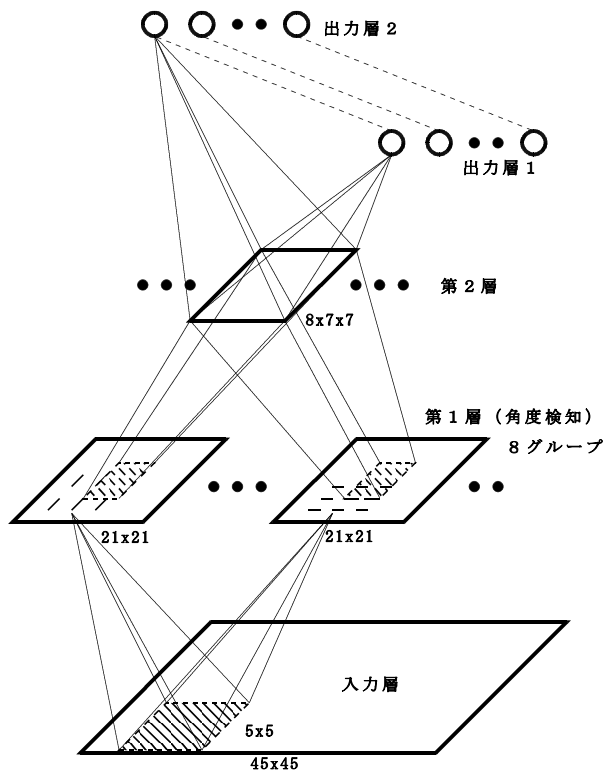 出力層2
出力層1
第2層
8x7x7
第1層(角度検知)
8グループ
21x21
21x21
入力層
5x5
45x45